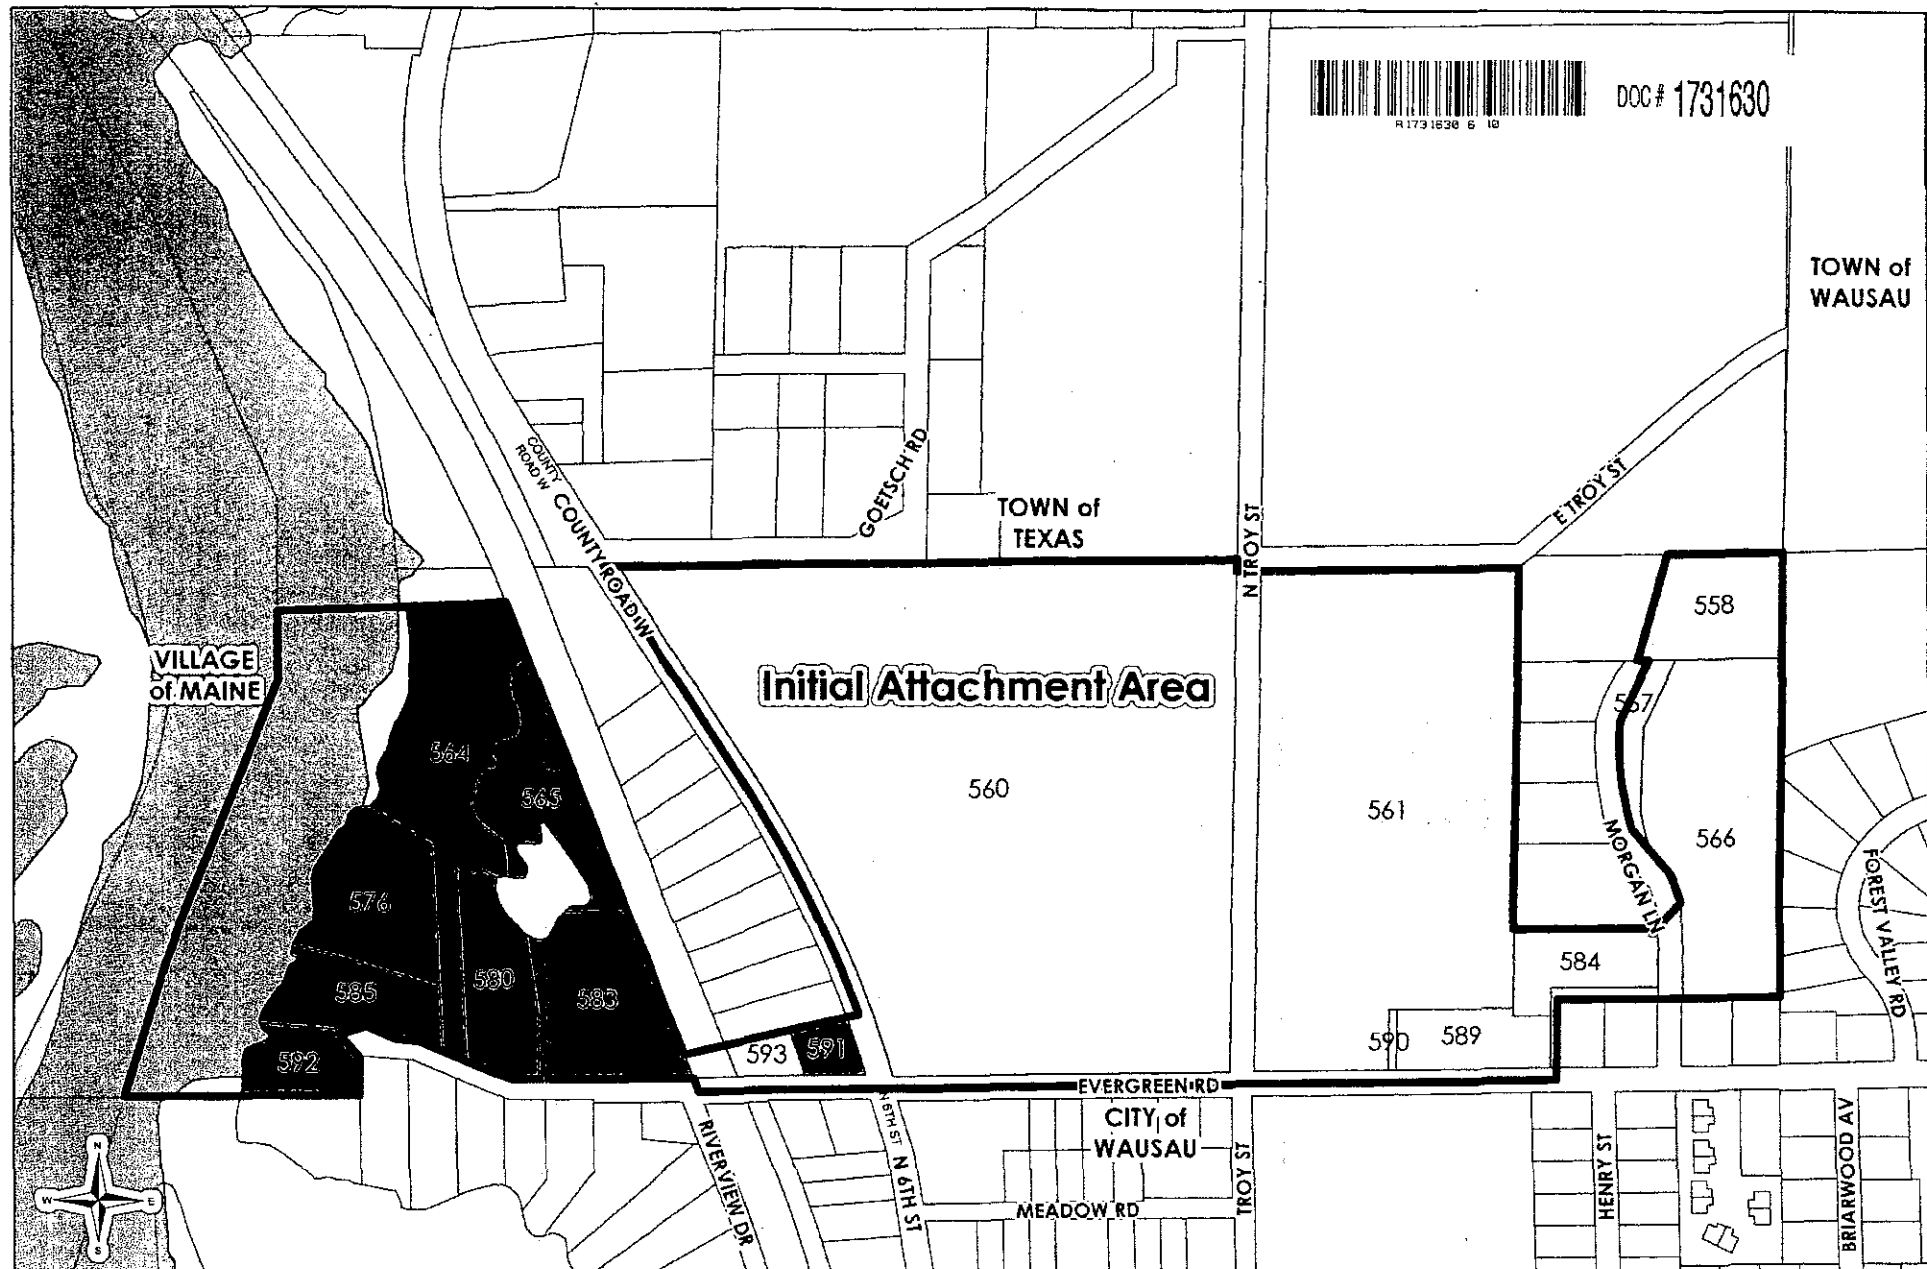 DOC # 1731630
R 1731630 6 10
TOWN of
WAUSAU
COUNTY
ROAD W
COUNTY ROAD W
GOETSCH RD
TOWN of
TEXAS
N TROY ST
E TROY ST
558
VILLAGE
of MAINE
Initial Attachment Area
567
564
565
560
561
566
MORGAN LN
FOREST VALLEY RD
576
580
583
585
584
592
593
591
590
589
EVERGREEN RD
CITY of
WAUSAU
N 6TH ST
N 6TH ST
RIVERVIEW DR
TROY ST
MEADOW RD
HENRY ST
BRIARWOOD AV
N
W
E
S